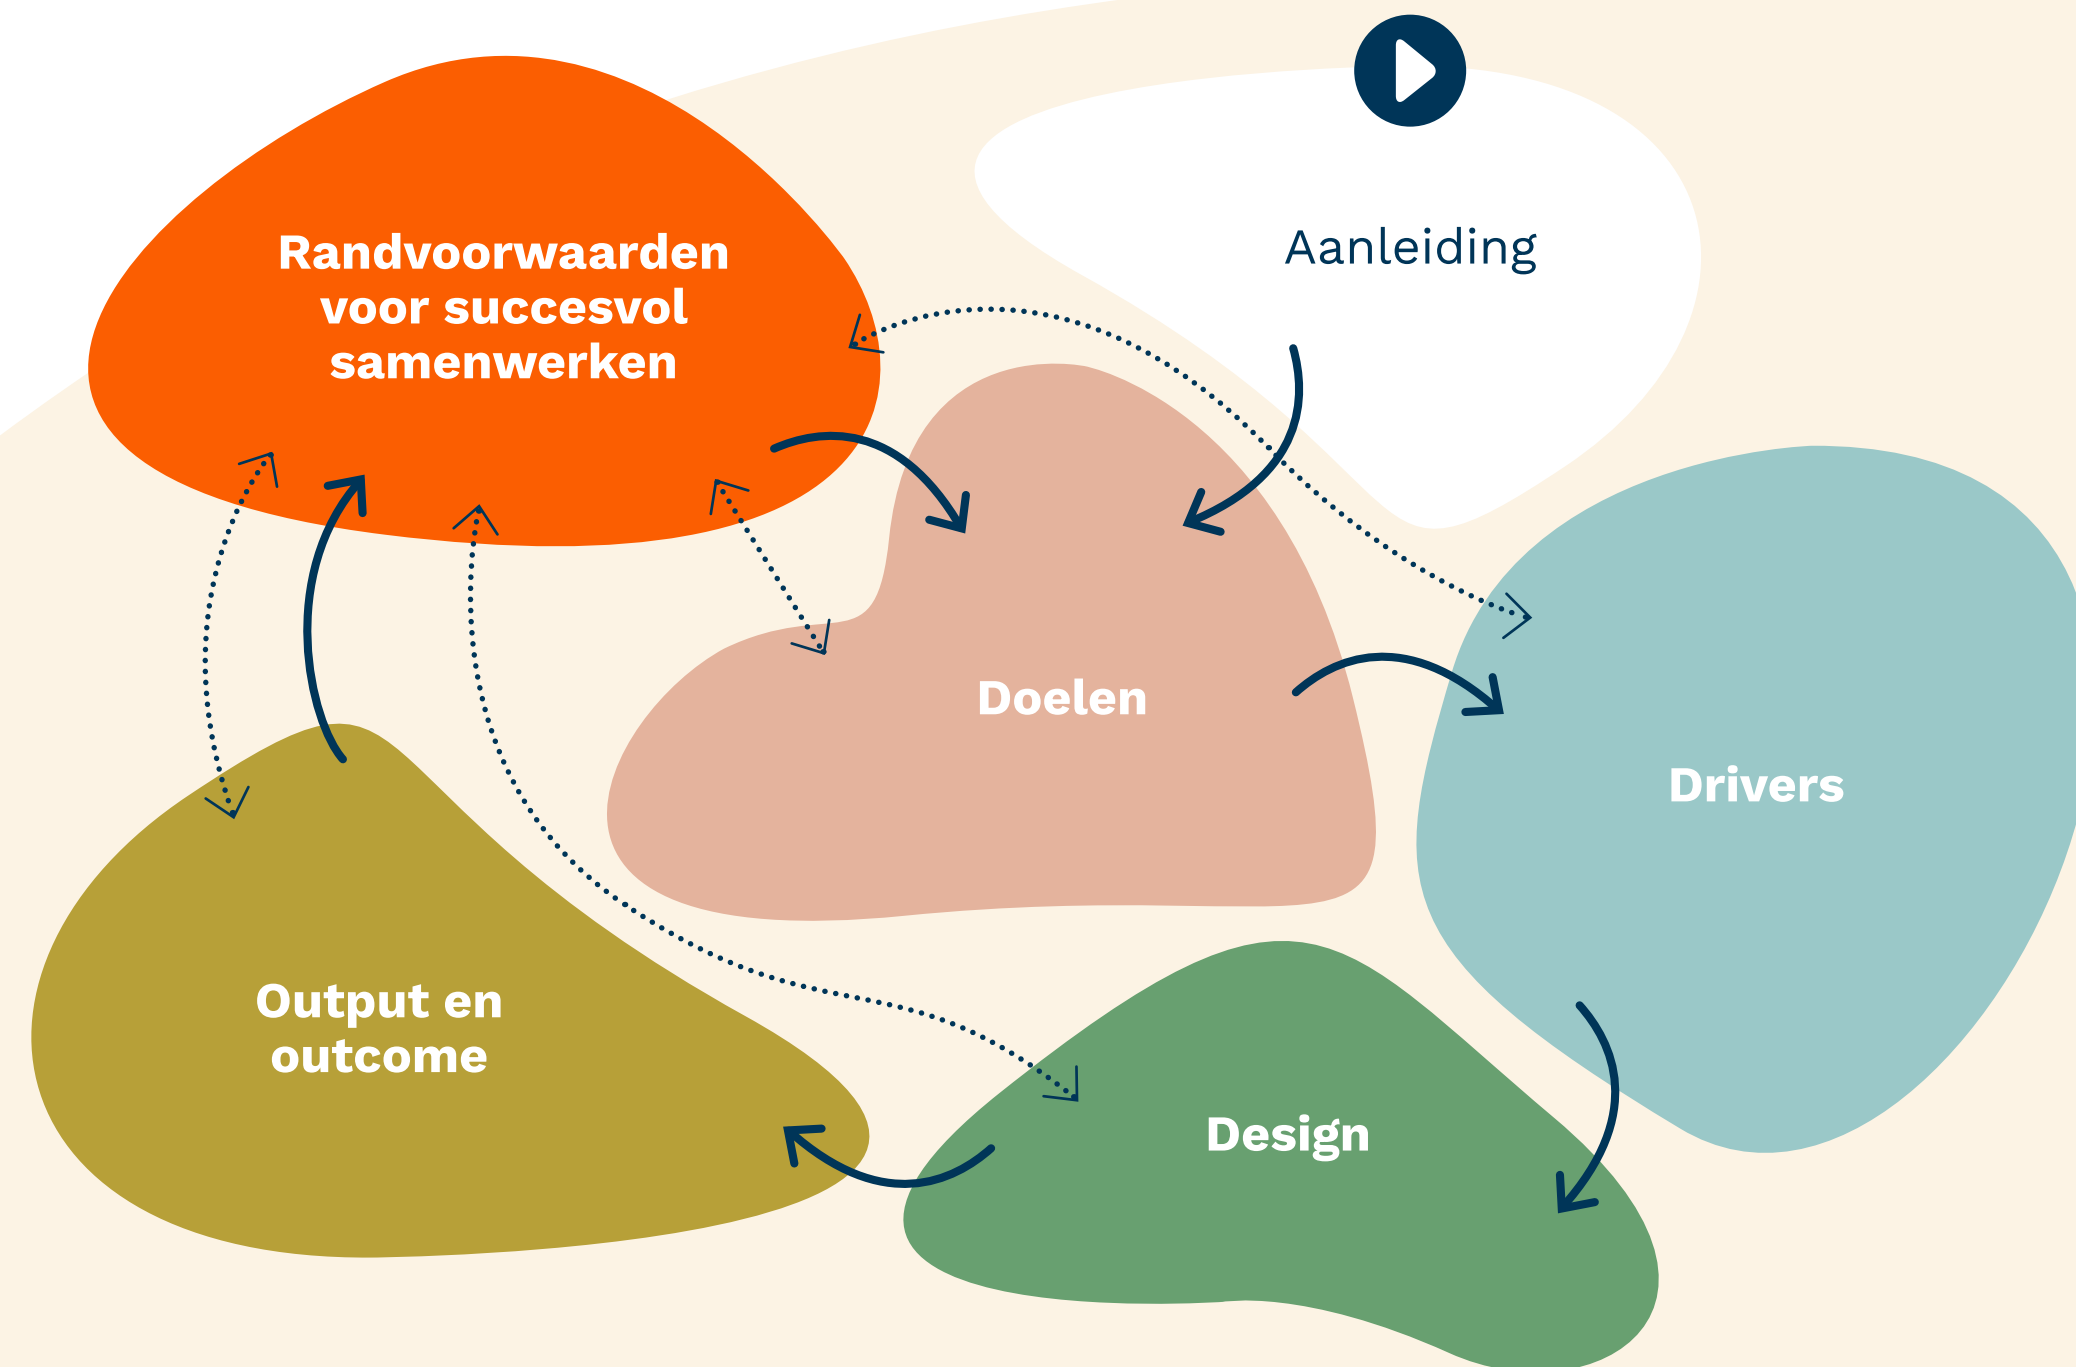 Aanleiding
Randvoorwaarden
voor succesvol
samenwerken
Doelen
Drivers
Output en
outcome
Design